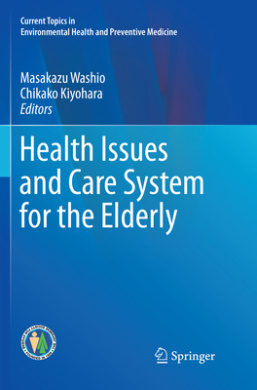 Current Topics in
Environmental Health and Preventive Medicine
Masakazu Washio
Chikako Kiyohara
Editors
Health Issues
and Care System
for the Elderly
Springer